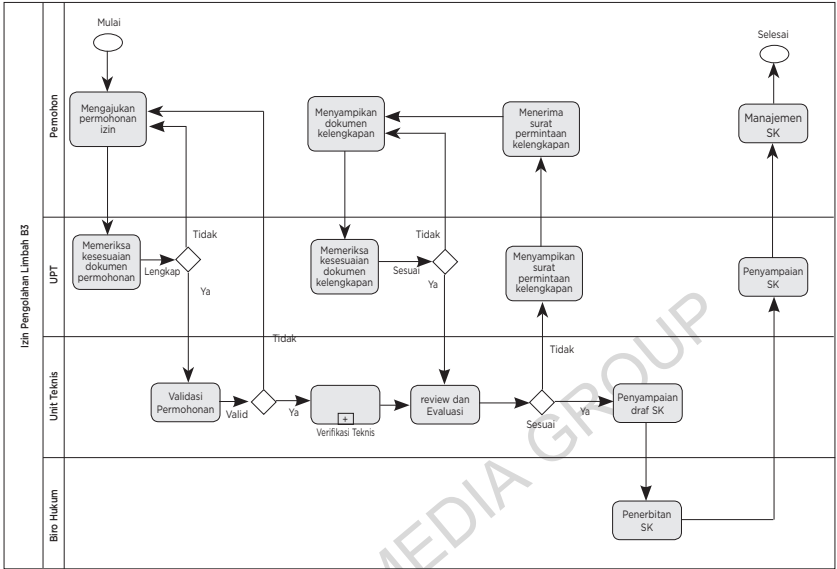 Izin Pengolahan Limbah B3
Pemohon
Mulai
Mengajukan
permohonan
izin
Menyampikan
dokumen
kelengkapan
Menerima
surat
permintaan
kelengkapan
Selesai
Manajemen
SK
UPT
Memeriksa
kesesuaian
dokumen
permohonan
Lengkap
Tidak
Ya
Memeriksa
kesesuaian
dokumen
kelengkapan
Sesuai
Tidak
Ya
Menyampikan
surat
permintaan
kelengkapan
Penyampaian
SK
Unit Teknis
Validasi
Permohonan
Valid
Tidak
Ya
+
Verifikasi Teknis
review dan
Evaluasi
Sesuai
Tidak
Ya
Penyampaian
draf SK
Biro Hukum
Penerbitan
SK
MEDIA GROUP